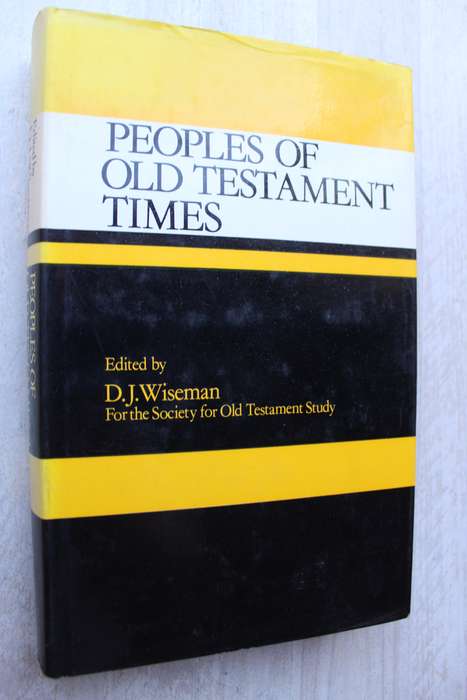 PEOPLES OF
OLD TESTAMENT
TIMES
Edited by
D.J.Wiseman
For the Society for Old Testament Study
PEOPLES OF